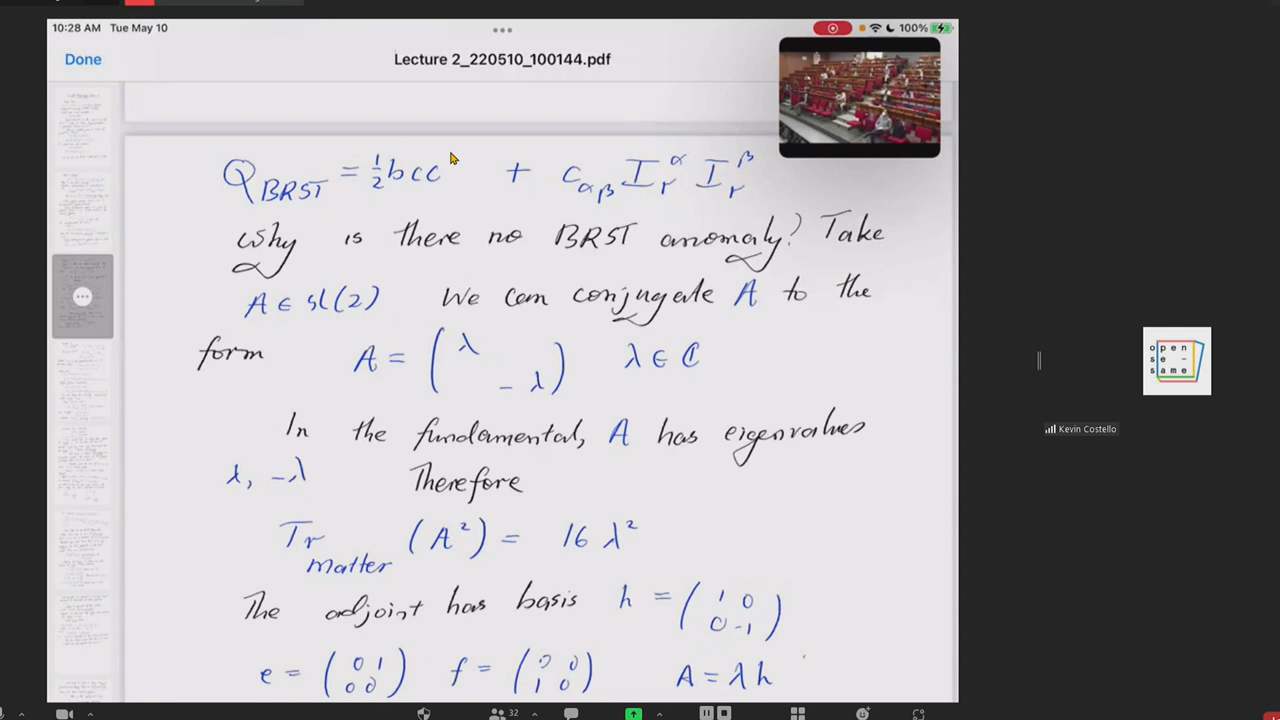 10:28 AM Tue May 10
100%
Done
Lecture 2_220510_100144.pdf
Q_BRST = ½bcc + c_αβ I_r^α I_r^β
Why is there no BRST anomaly? Take
A ∈ sl(2) We can conjugate A to the
form A = ( λ
- λ ) λ ∈ ℂ
In the fundamental, A has eigenvalues
λ, -λ Therefore
Tr_matter (A²) = 16 λ²
The adjoint has basis h = ( 1 0
0 -1 )
e = ( 0 1
0 0 ) f = ( 0 0
1 0 ) A = λ h
open
se -
same
Kevin Costello
32